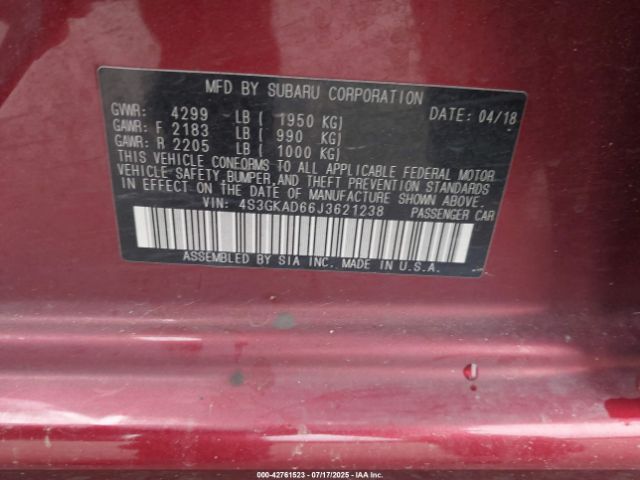 MFD BY SUBARU CORPORATION
GVWR: 4299 LB ( 1950 KG) DATE: 04/18
GAWR: F 2183 LB ( 990 KG)
GAWR: R 2205 LB ( 1000 KG)
THIS VEHICLE CONFORMS TO ALL APPLICABLE FEDERAL MOTOR
VEHICLE SAFETY,BUMPER,AND THEFT PREVENTION STANDARDS
IN EFFECT ON THE DATE OF MANUFACTURE SHOWN ABOVE.
VIN: 4S3GKAD66J3621238 PASSENGER CAR
ASSEMBLED BY SIA INC. MADE IN U.S.A.
000-42761523 - 07/17/2025 - COPYRIGHT IAA, LLC